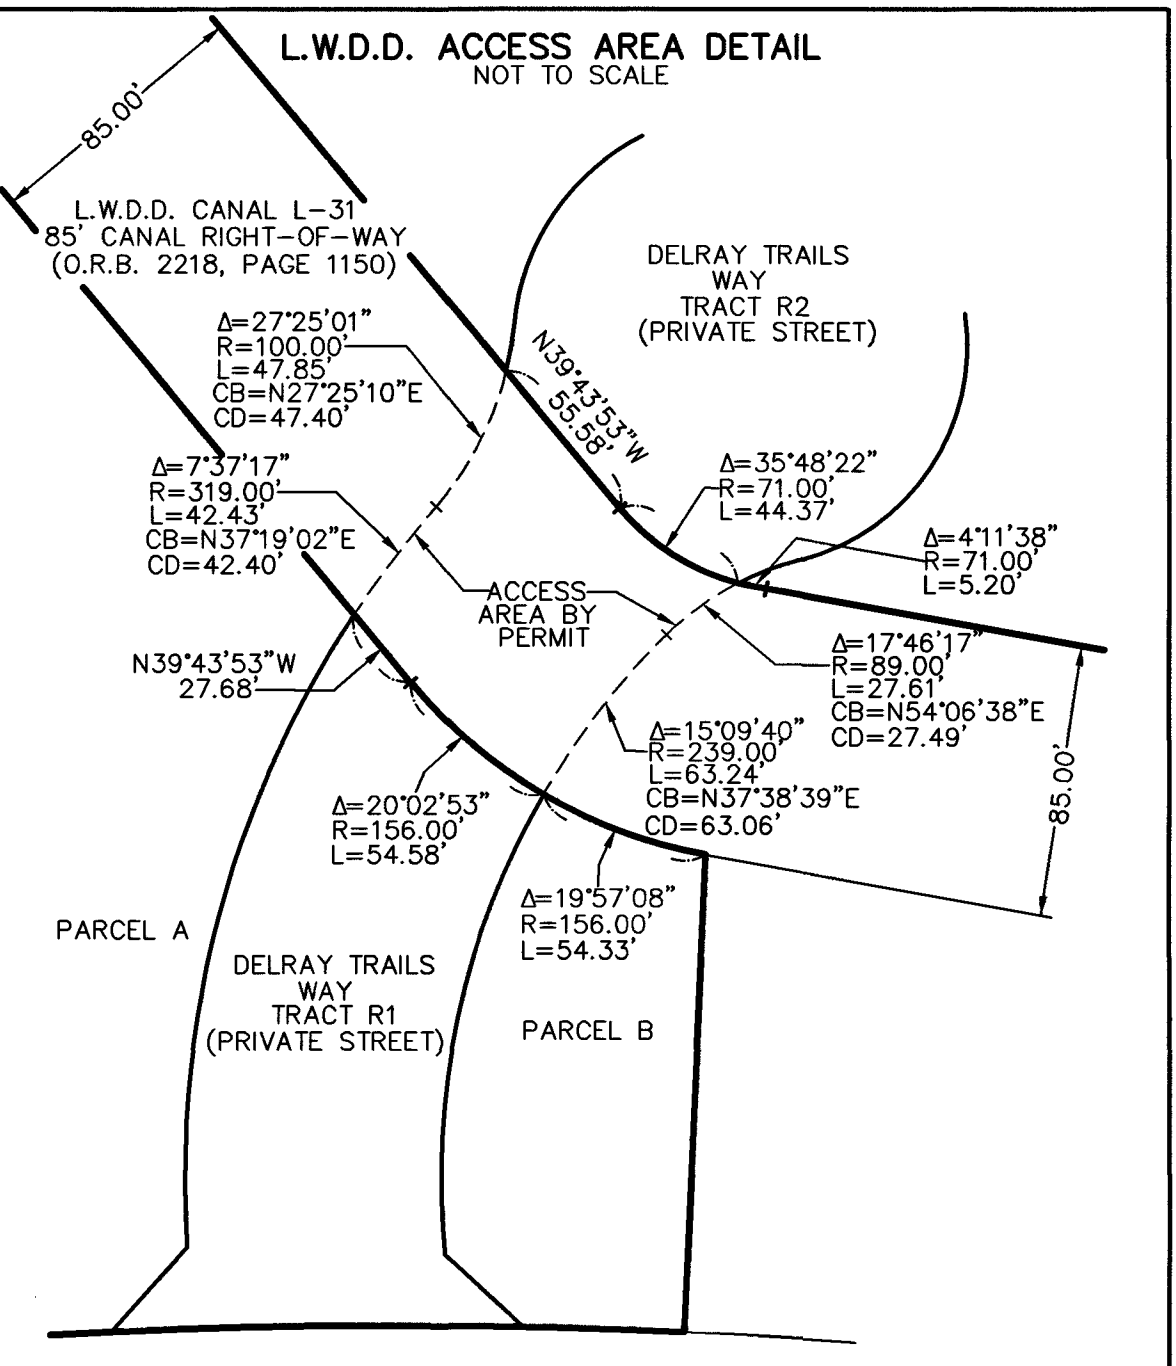 L.W.D.D. ACCESS AREA DETAIL
NOT TO SCALE
85.00'
L.W.D.D. CANAL L-31
85' CANAL RIGHT-OF-WAY
(O.R.B. 2218, PAGE 1150)
DELRAY TRAILS
WAY
TRACT R2
(PRIVATE STREET)
Δ=27°25'01"
R=100.00'
L=47.85'
CB=N27°25'10"E
CD=47.40'
N39°43'53"W
55.58'
Δ=7°37'17"
R=319.00'
L=42.43'
CB=N37°19'02"E
CD=42.40'
Δ=35°48'22"
R=71.00'
L=44.37'
Δ=4°11'38"
R=71.00'
L=5.20'
ACCESS
AREA BY
PERMIT
N39°43'53"W
27.68'
Δ=17°46'17"
R=89.00'
L=27.61'
CB=N54°06'38"E
CD=27.49'
Δ=15°09'40"
R=239.00'
L=63.24'
CB=N37°38'39"E
CD=63.06'
85.00'
Δ=20°02'53"
R=156.00'
L=54.58'
Δ=19°57'08"
R=156.00'
L=54.33'
PARCEL A
DELRAY TRAILS
WAY
TRACT R1
(PRIVATE STREET)
PARCEL B